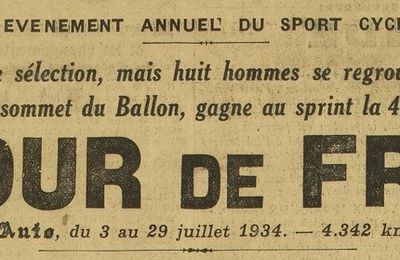 EVENEMENT ANNUEL DU SPORT CYC
sélection, mais huit hommes se regrou
sommet du Ballon, gagne au sprint la 4
OUR DE FR
Auto, du 3 au 29 juillet 1934. — 4.342 km